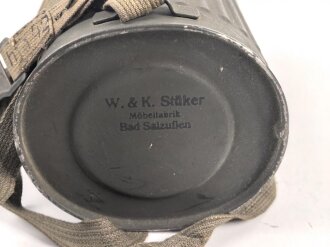 W. & K. Stüker
Möbelfabrik
Bad Salzuflen